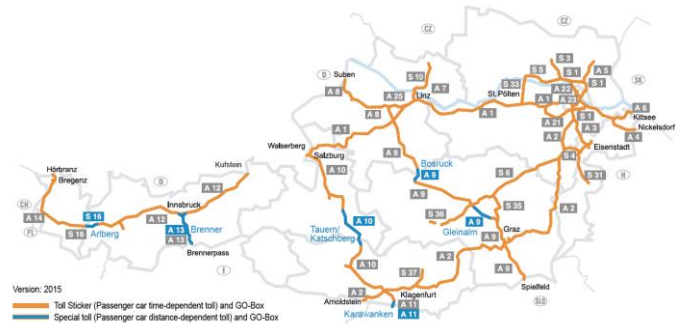 CZ
CZ
D
Suben
S 10
A 7
S 3
A 5
S 5
S 1
S 1
S 33
A 8
A 25
Linz
St. Pölten
A 22
A 23
SK
A 6
A 8
A 1
A 1
S 1
Kittsee
A 1
A 21
A 3
A 4
Nickelsdorf
Walserberg
Salzburg
A 9
A 2
Eisenstadt
Bosruck
A 9
S 4
Kufstein
A 10
S 6
S 31
H
Hörbranz
Bregenz
D
A 12
A 9
S 35
A 2
CH
Innsbruck
S 36
A 14
S 16
A 12
Tauern/
Katschberg
A 10
Gleinalm
A 9
Graz
FL
S 16
Arlberg
A 13
Brenner
A 9
A 13
Brennerpass
A 10
A 2
A 9
I
S 37
Spielfeld
A 2
Klagenfurt
Arnoldstein
A 11
SLO
Karawanken
A 11
Version: 2015
Toll Sticker (Passenger car time-dependent toll) and GO-Box
Special toll (Passenger car distance-dependent toll) and GO-Box